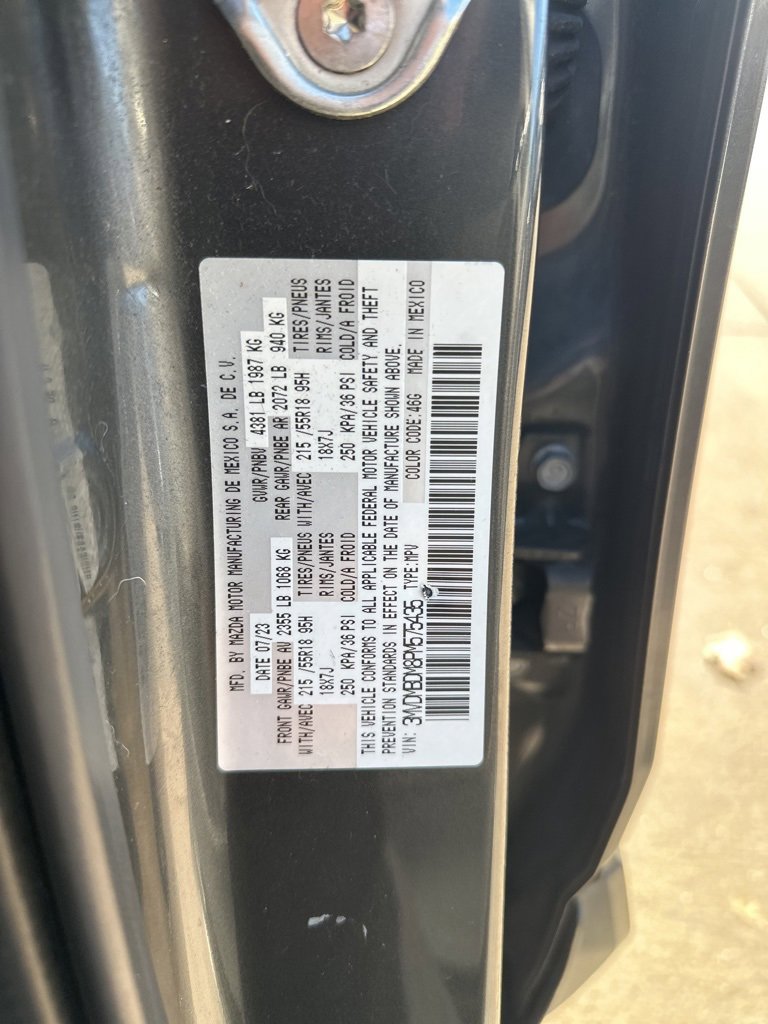 MFD. BY MAZDA MOTOR MANUFACTURING DE MEXICO S.A. DE C.V.
DATE 07/23 GVWR/PNBV 4381 LB 1987 KG
FRONT GAWR/PNBE AV 2355 LB 1068 KG REAR GAWR/PNBE AR 2072 LB 940 KG
WITH/AVEC 215 /55R18 95H TIRES/PNEUS WITH/AVEC 215 /55R18 95H TIRES/PNEUS
18X7J RIMS/JANTES 18X7J RIMS/JANTES
250 KPA/36 PSI COLD/A FROID 250 KPA/36 PSI COLD/A FROID
THIS VEHICLE CONFORMS TO ALL APPLICABLE FEDERAL MOTOR VEHICLE SAFETY AND THEFT
PREVENTION STANDARDS IN EFFECT ON THE DATE OF MANUFACTURE SHOWN ABOVE.
VIN: 3MVDMBDM8PM575435 TYPE:MPV COLOR CODE:46G MADE IN MEXICO